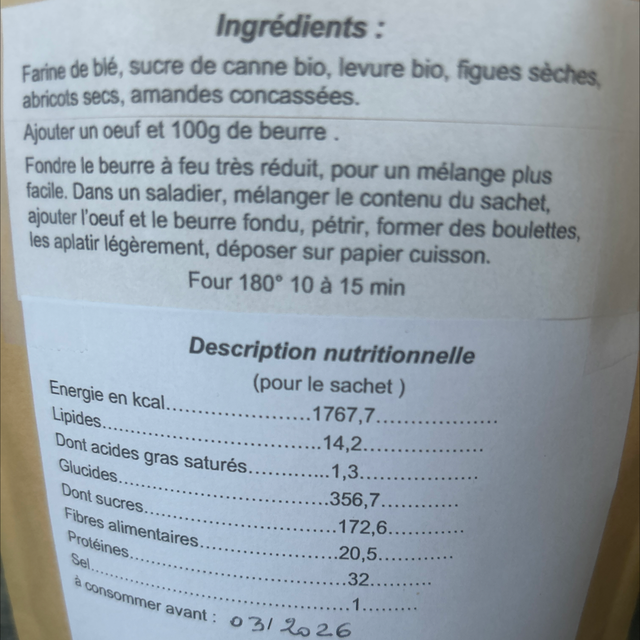 Ingrédients :
Farine de blé, sucre de canne bio, levure bio, figues sèches,
abricots secs, amandes concassées.
Ajouter un oeuf et 100g de beurre .
Fondre le beurre à feu très réduit, pour un mélange plus
facile. Dans un saladier, mélanger le contenu du sachet,
ajouter l'oeuf et le beurre fondu, pétrir, former des boulettes,
les aplatir légèrement, déposer sur papier cuisson.
Four 180° 10 à 15 min
Description nutritionnelle
(pour le sachet )
Energie en kcal....................1767,7....................
Lipides....................14,2....................
Dont acides gras saturés....................1,3....................
Glucides....................356,7....................
Dont sucres....................172,6....................
Fibres alimentaires....................20,5....................
Protéines....................32....................
Sel....................1....................
à consommer avant : 03/2026